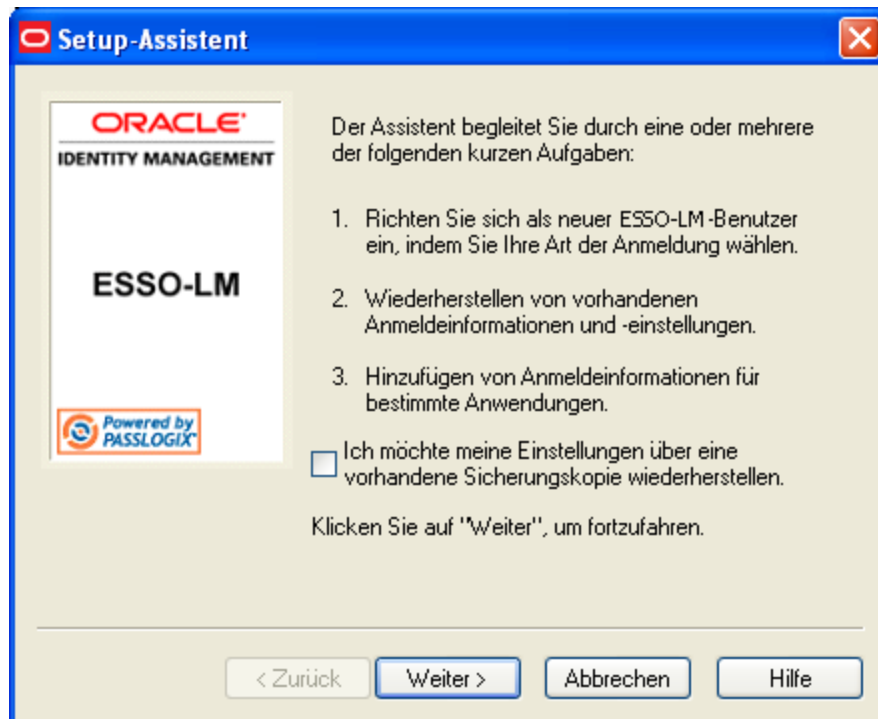 Setup-Assistent
ORACLE
IDENTITY MANAGEMENT
ESSO-LM
Powered by
PASSLOGIX
Der Assistent begleitet Sie durch eine oder mehrere
der folgenden kurzen Aufgaben:
1. Richten Sie sich als neuer ESSO-LM-Benutzer
ein, indem Sie Ihre Art der Anmeldung wählen.
2. Wiederherstellen von vorhandenen
Anmeldeinformationen und -einstellungen.
3. Hinzufügen von Anmeldeinformationen für
bestimmte Anwendungen.
Ich möchte meine Einstellungen über eine
vorhandene Sicherungskopie wiederherstellen.
Klicken Sie auf "Weiter", um fortzufahren.
< Zurück
Weiter >
Abbrechen
Hilfe